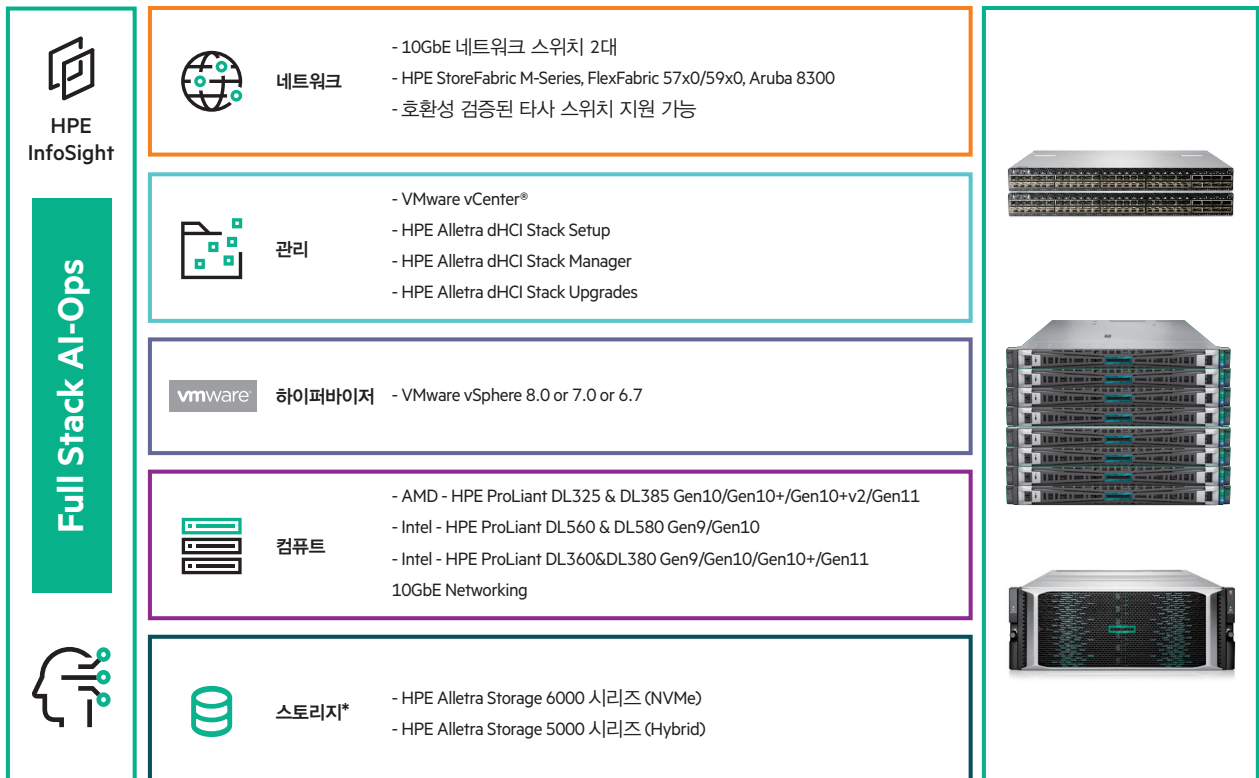 HPE
InfoSight
Full Stack AI-Ops
네트워크
- 10GbE 네트워크 스위치 2대
- HPE StoreFabric M-Series, FlexFabric 57x0/59x0, Aruba 8300
- 호환성 검증된 타사 스위치 지원 가능
관리
- VMware vCenter®
- HPE Alletra dHCI Stack Setup
- HPE Alletra dHCI Stack Manager
- HPE Alletra dHCI Stack Upgrades
vmware®
하이퍼바이저
- VMware vSphere 8.0 or 7.0 or 6.7
컴퓨트
- AMD - HPE ProLiant DL325 & DL385 Gen10/Gen10+/Gen10+v2/Gen11
- Intel - HPE ProLiant DL560 & DL580 Gen9/Gen10
- Intel - HPE ProLiant DL360&DL380 Gen9/Gen10/Gen10+/Gen11
10GbE Networking
스토리지*
- HPE Alletra Storage 6000 시리즈 (NVMe)
- HPE Alletra Storage 5000 시리즈 (Hybrid)